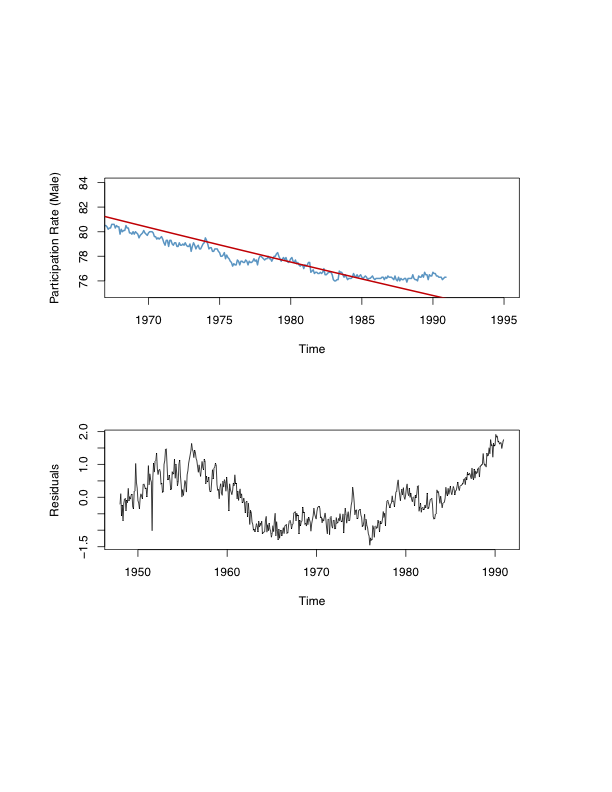 Participation Rate (Male)
84
82
80
78
76
1970 1975 1980 1985 1990 1995
Time
Residuals
2.0
1.0
0.0
−1.5
1950 1960 1970 1980 1990
Time